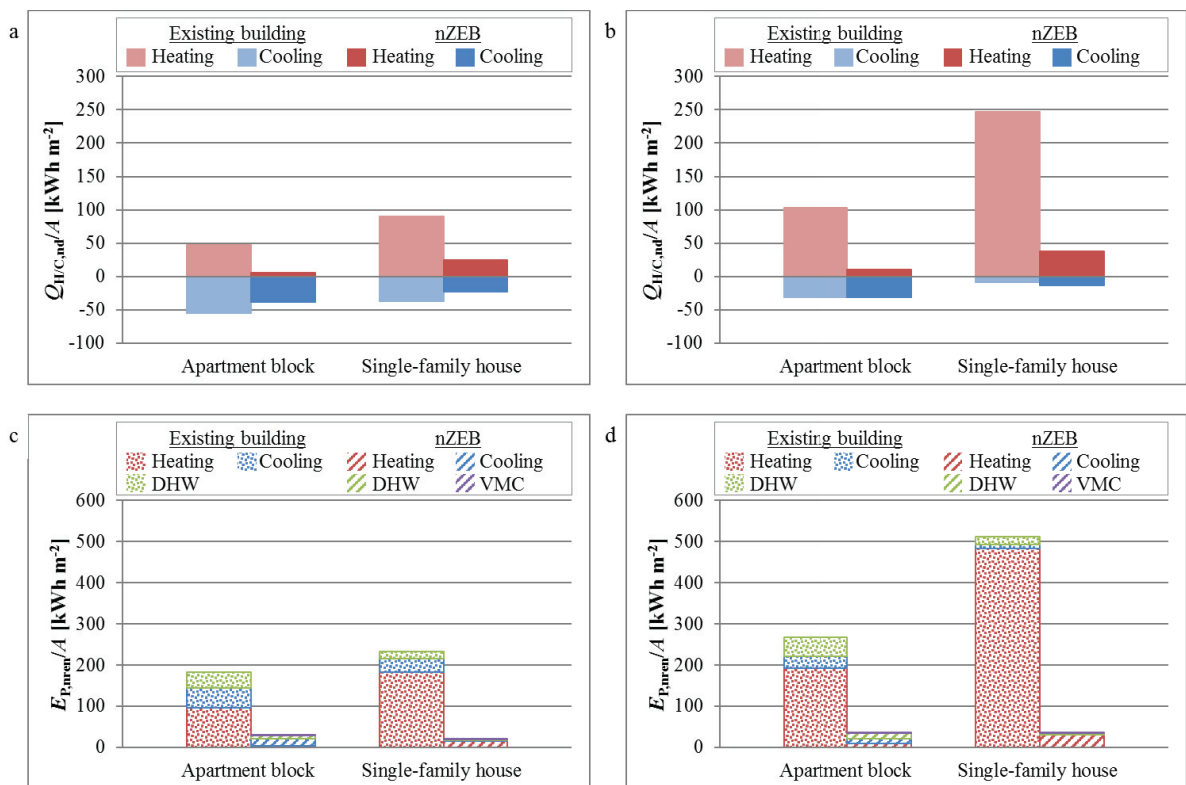 a
Existing building nZEB
Heating Cooling Heating Cooling
300
250
200
150
100
50
0
-50
-100
Q_H/C,nd/A [kWh m⁻²]
Apartment block Single-family house
b
Existing building nZEB
Heating Cooling Heating Cooling
300
250
200
150
100
50
0
-50
-100
Q_H/C,nd/A [kWh m⁻²]
Apartment block Single-family house
c
Existing building nZEB
Heating Cooling Heating Cooling
DHW DHW VMC
600
500
400
300
200
100
0
E_P,nren/A [kWh m⁻²]
Apartment block Single-family house
d
Existing building nZEB
Heating Cooling Heating Cooling
DHW DHW VMC
600
500
400
300
200
100
0
E_P,nren/A [kWh m⁻²]
Apartment block Single-family house